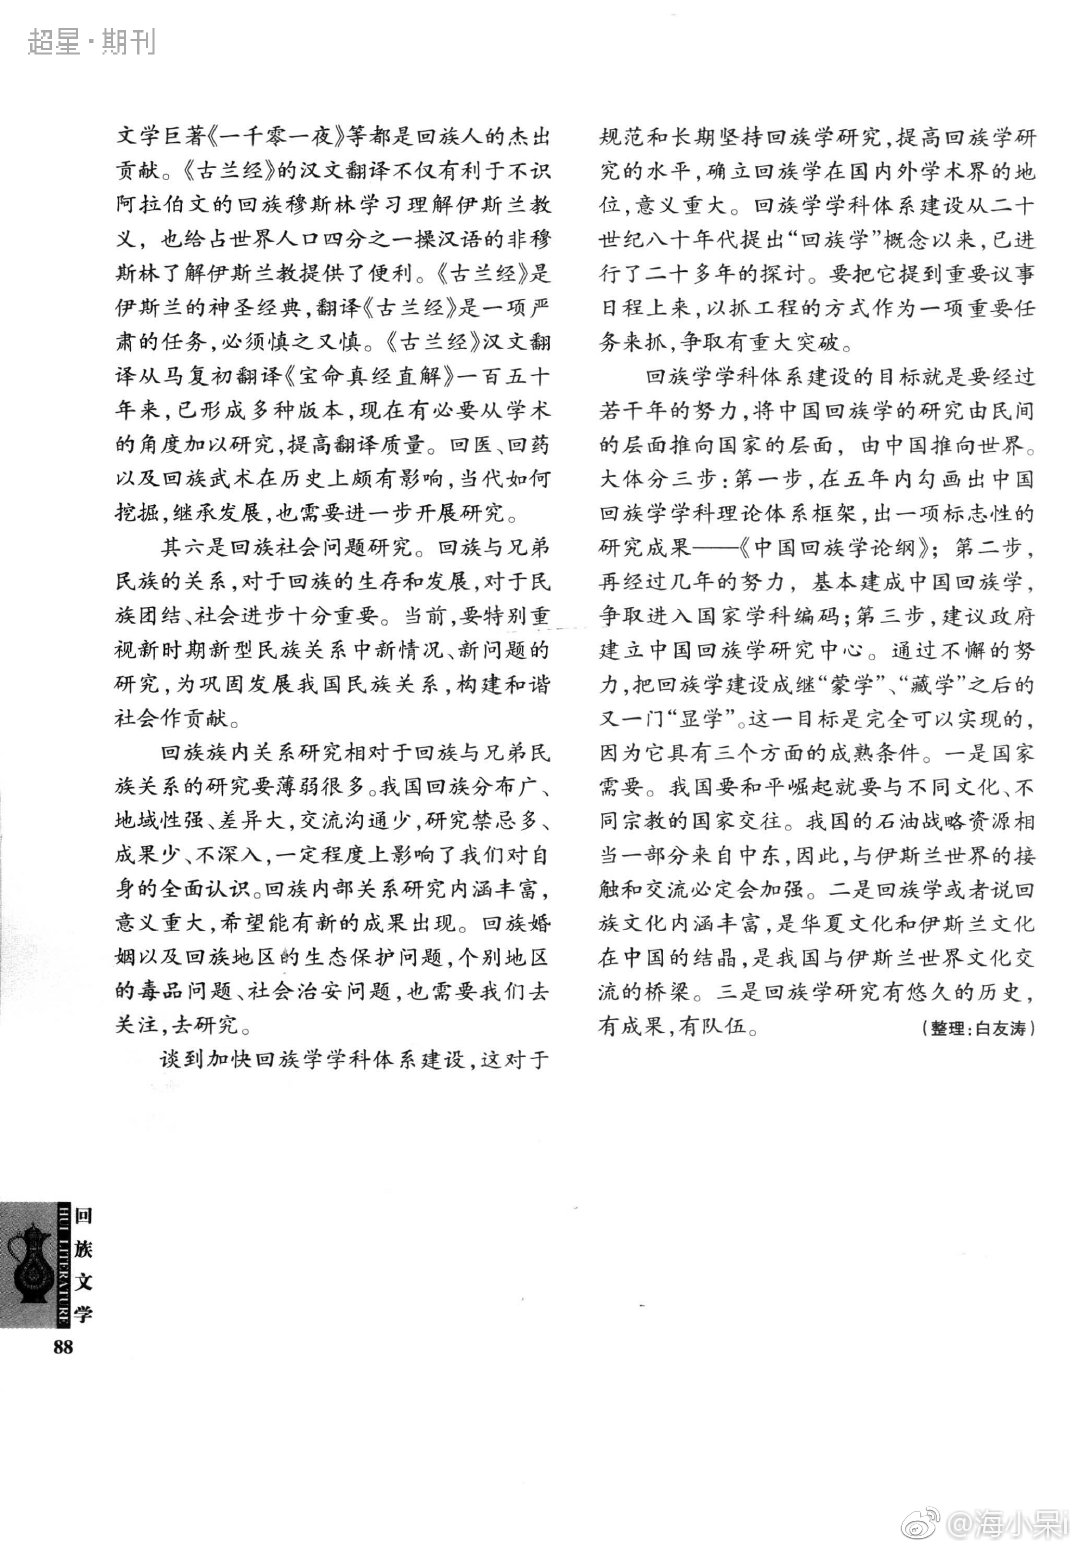 超星·期刊
文学巨著《一千零一夜》等都是回族人的杰出
贡献。《古兰经》的汉文翻译不仅有利于不识
阿拉伯文的回族穆斯林学习理解伊斯兰教
义，也给占世界人口四分之一操汉语的非穆
斯林了解伊斯兰教提供了便利。《古兰经》是
伊斯兰的神圣经典,翻译《古兰经》是一项严
肃的任务,必须慎之又慎。《古兰经》汉文翻
译从马复初翻译《宝命真经直解》一百五十
年来,已形成多种版本,现在有必要从学术
的角度加以研究,提高翻译质量。回医、回药
以及回族武术在历史上颇有影响,当代如何
挖掘,继承发展,也需要进一步开展研究。
其六是回族社会问题研究。回族与兄弟
民族的关系,对于回族的生存和发展,对于民
族团结、社会进步十分重要。当前,要特别重
视新时期新型民族关系中新情况、新问题的
研究,为巩固发展我国民族关系,构建和谐
社会作贡献。
回族族内关系研究相对于回族与兄弟民
族关系的研究要薄弱很多。我国回族分布广、
地域性强、差异大,交流沟通少,研究禁忌多、
成果少、不深入,一定程度上影响了我们对自
身的全面认识。回族内部关系研究内涵丰富,
意义重大,希望能有新的成果出现。回族婚
姻以及回族地区的生态保护问题,个别地区
的毒品问题、社会治安问题,也需要我们去
关注,去研究。
谈到加快回族学学科体系建设,这对于
规范和长期坚持回族学研究,提高回族学研
究的水平,确立回族学在国内外学术界的地
位,意义重大。回族学学科体系建设从二十
世纪八十年代提出“回族学”概念以来,已进
行了二十多年的探讨。要把它提到重要议事
日程上来,以抓工程的方式作为一项重要任
务来抓,争取有重大突破。
回族学学科体系建设的目标就是要经过
若干年的努力,将中国回族学的研究由民间
的层面推向国家的层面，由中国推向世界。
大体分三步:第一步,在五年内勾画出中国
回族学学科理论体系框架,出一项标志性的
研究成果——《中国回族学论纲》；第二步,
再经过几年的努力，基本建成中国回族学,
争取进入国家学科编码;第三步,建议政府
建立中国回族学研究中心。通过不懈的努
力,把回族学建设成继“蒙学”、“藏学”之后的
又一门“显学”。这一目标是完全可以实现的,
因为它具有三个方面的成熟条件。一是国家
需要。我国要和平崛起就要与不同文化、不
同宗教的国家交往。我国的石油战略资源相
当一部分来自中东,因此,与伊斯兰世界的接
触和交流必定会加强。二是回族学或者说回
族文化内涵丰富,是华夏文化和伊斯兰文化
在中国的结晶,是我国与伊斯兰世界文化交
流的桥梁。三是回族学研究有悠久的历史,
有成果,有队伍。
(整理:白友涛)
回族文学
HUI LITERATURE
88
@海小呆i